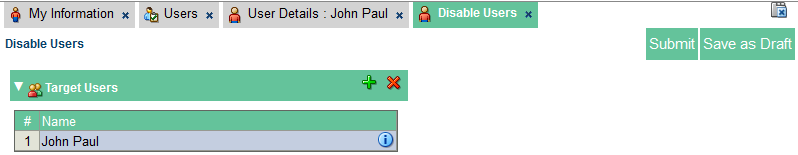 My Information x Users x User Details : John Paul x Disable Users x
Disable Users Submit Save as Draft
Target Users
# Name
1 John Paul